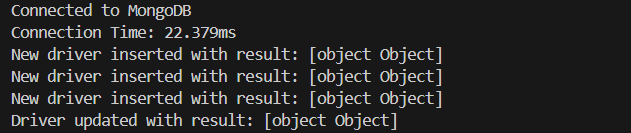 Connected to MongoDB
Connection Time: 22.379ms
New driver inserted with result: [object Object]
New driver inserted with result: [object Object]
New driver inserted with result: [object Object]
Driver updated with result: [object Object]